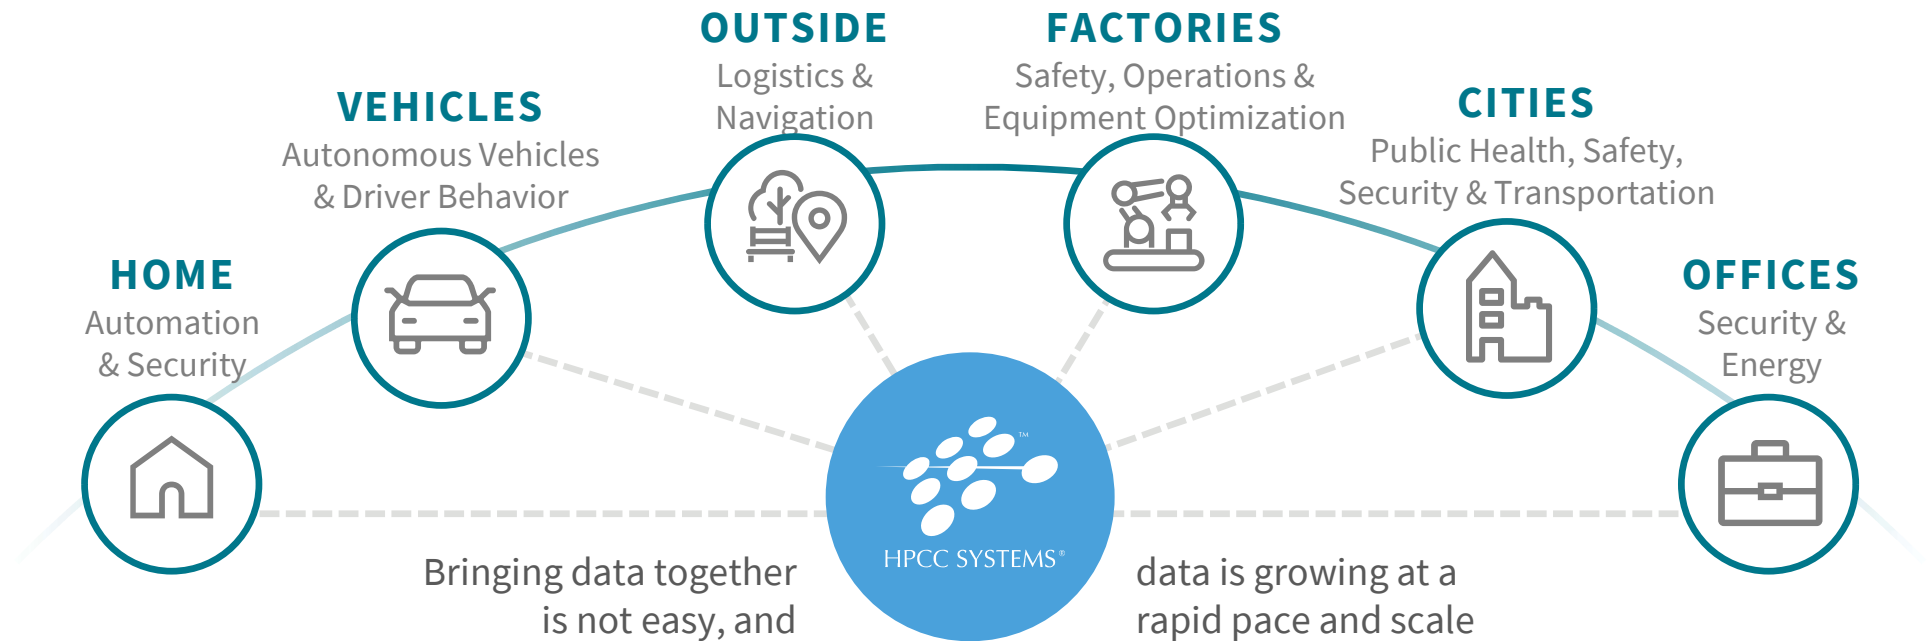 OUTSIDE
Logistics &
Navigation
FACTORIES
Safety, Operations &
Equipment Optimization
VEHICLES
Autonomous Vehicles
& Driver Behavior
CITIES
Public Health, Safety,
Security & Transportation
HOME
Automation
& Security
OFFICES
Security &
Energy
™
HPCC SYSTEMS®
Bringing data together
is not easy, and
data is growing at a
rapid pace and scale